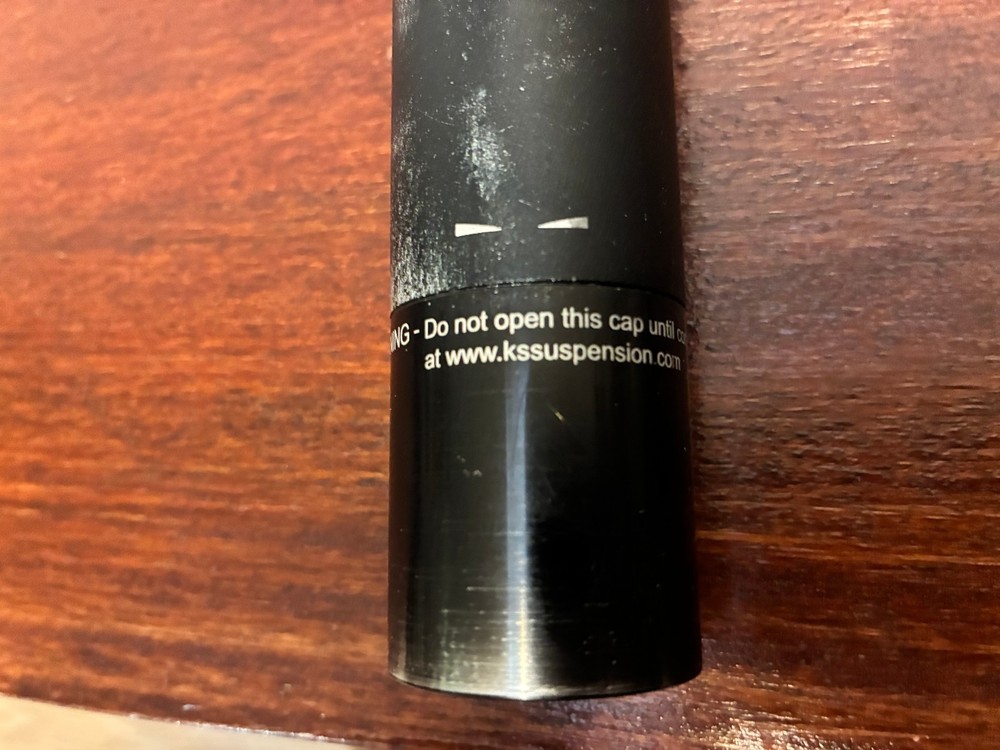 - Do not open this cap until
at www.kssuspension.com